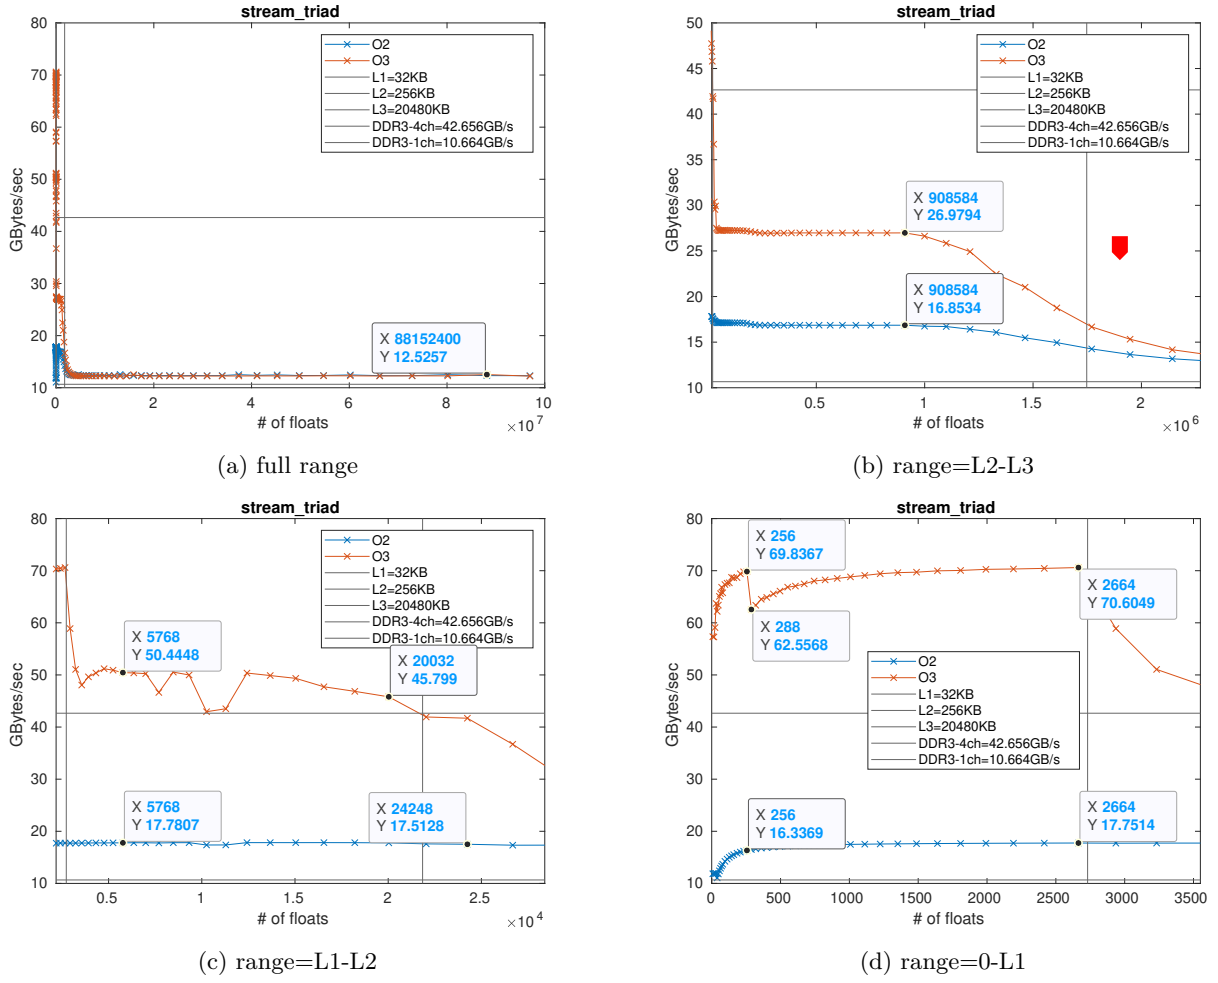 stream_triad
80
70
60
50
40
30
20
10
GBytes/sec
O2
O3
L1=32KB
L2=256KB
L3=20480KB
DDR3-4ch=42.656GB/s
DDR3-1ch=10.664GB/s
X 88152400
Y 12.5257
0 2 4 6 8 10
# of floats
×10^7
(a) full range
stream_triad
50
45
40
35
30
25
20
15
10
GBytes/sec
O2
O3
L1=32KB
L2=256KB
L3=20480KB
DDR3-4ch=42.656GB/s
DDR3-1ch=10.664GB/s
X 908584
Y 26.9794
X 908584
Y 16.8534
0.5 1 1.5 2
# of floats
×10^6
(b) range=L2-L3
stream_triad
80
70
60
50
40
30
20
10
GBytes/sec
O2
O3
L1=32KB
L2=256KB
L3=20480KB
DDR3-4ch=42.656GB/s
DDR3-1ch=10.664GB/s
X 5768
Y 50.4448
X 20032
Y 45.799
X 5768
Y 17.7807
X 24248
Y 17.5128
0.5 1 1.5 2 2.5
# of floats
×10^4
(c) range=L1-L2
stream_triad
80
70
60
50
40
30
20
10
GBytes/sec
X 256
Y 69.8367
X 288
Y 62.5568
X 2664
Y 70.6049
O2
O3
L1=32KB
L2=256KB
L3=20480KB
DDR3-4ch=42.656GB/s
DDR3-1ch=10.664GB/s
X 256
Y 16.3369
X 2664
Y 17.7514
0 500 1000 1500 2000 2500 3000 3500
# of floats
(d) range=0-L1